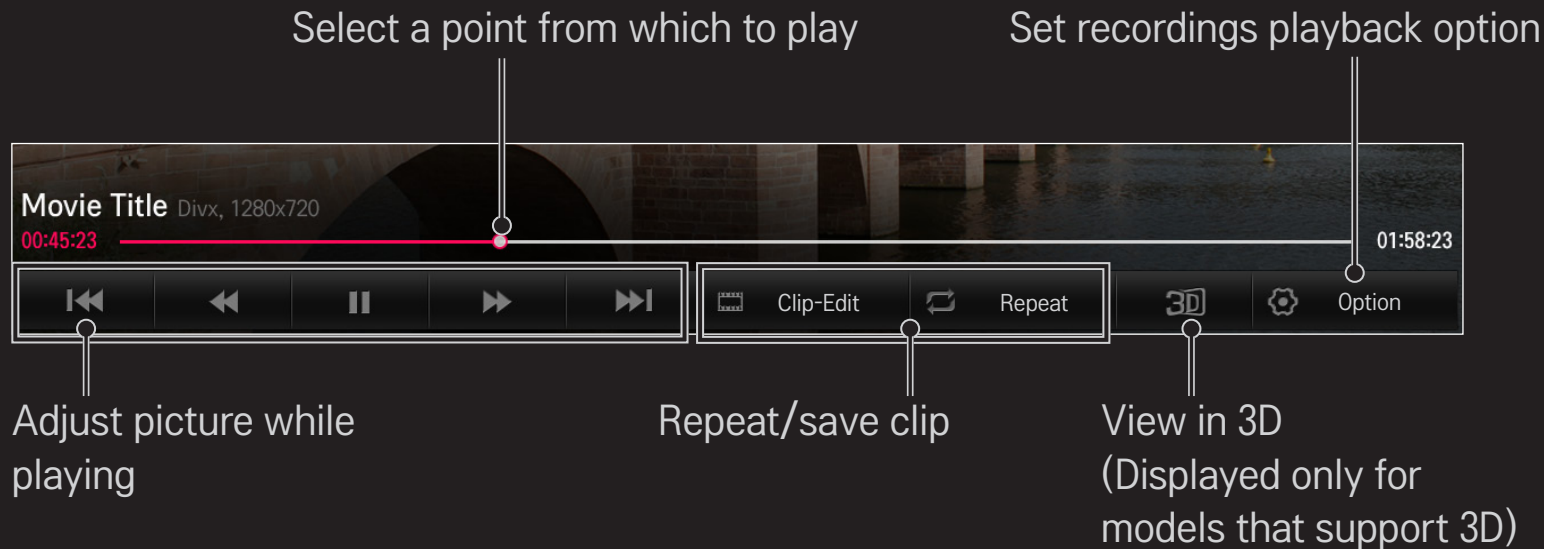 Select a point from which to play
Set recordings playback option
Movie Title Divx, 1280x720
00:45:23
01:58:23
Clip-Edit
Repeat
3D
Option
Adjust picture while
playing
Repeat/save clip
View in 3D
(Displayed only for
models that support 3D)